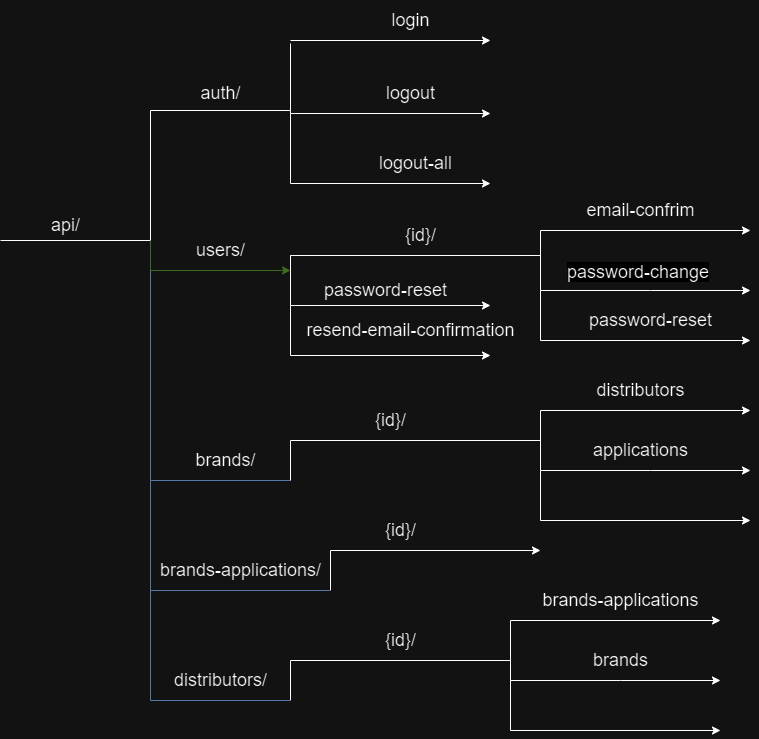 login
auth/
logout
logout-all
api/
users/
{id}/
email-confrim
password-change
password-reset
password-reset
resend-email-confirmation
brands/
{id}/
distributors
applications
brands-applications/
{id}/
distributors/
{id}/
brands-applications
brands